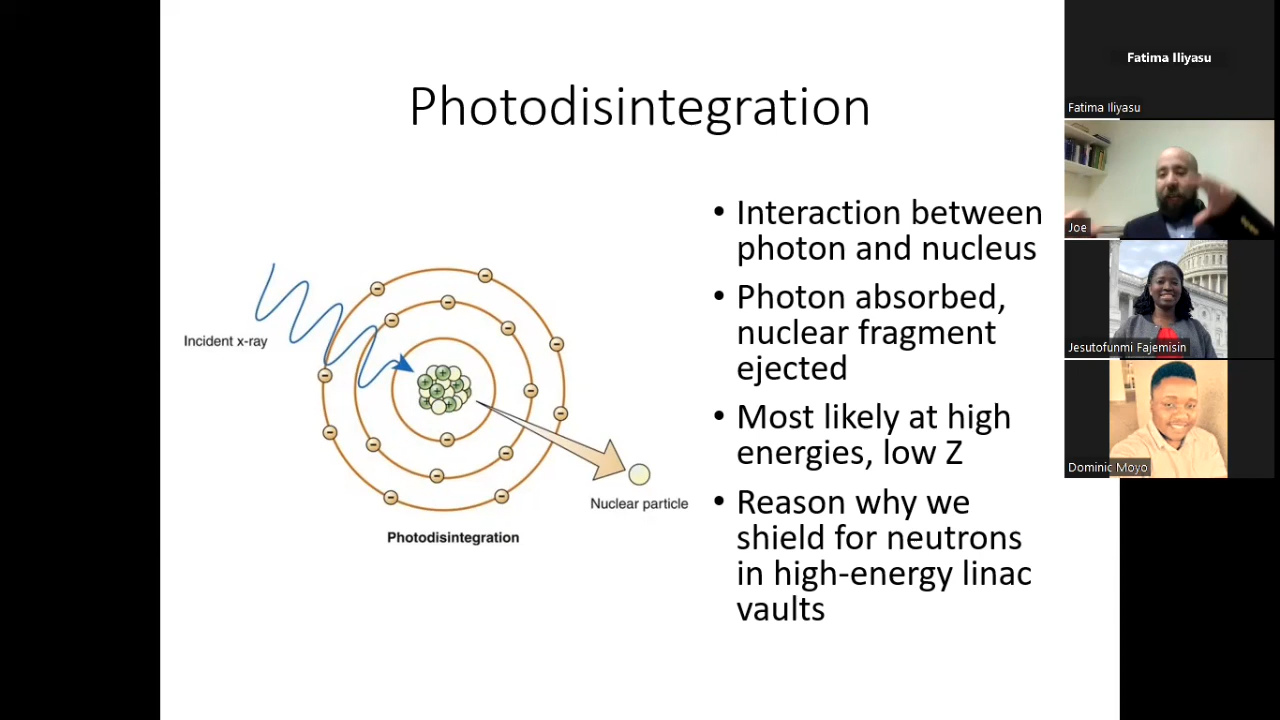 Photodisintegration
Incident x-ray
Nuclear particle
Photodisintegration
• Interaction between
photon and nucleus
• Photon absorbed,
nuclear fragment
ejected
• Most likely at high
energies, low Z
• Reason why we
shield for neutrons
in high-energy linac
vaults
Fatima Iliyasu
Fatima Iliyasu
Joe
Jesutofunmi Fajemisin
Dominic Moyo